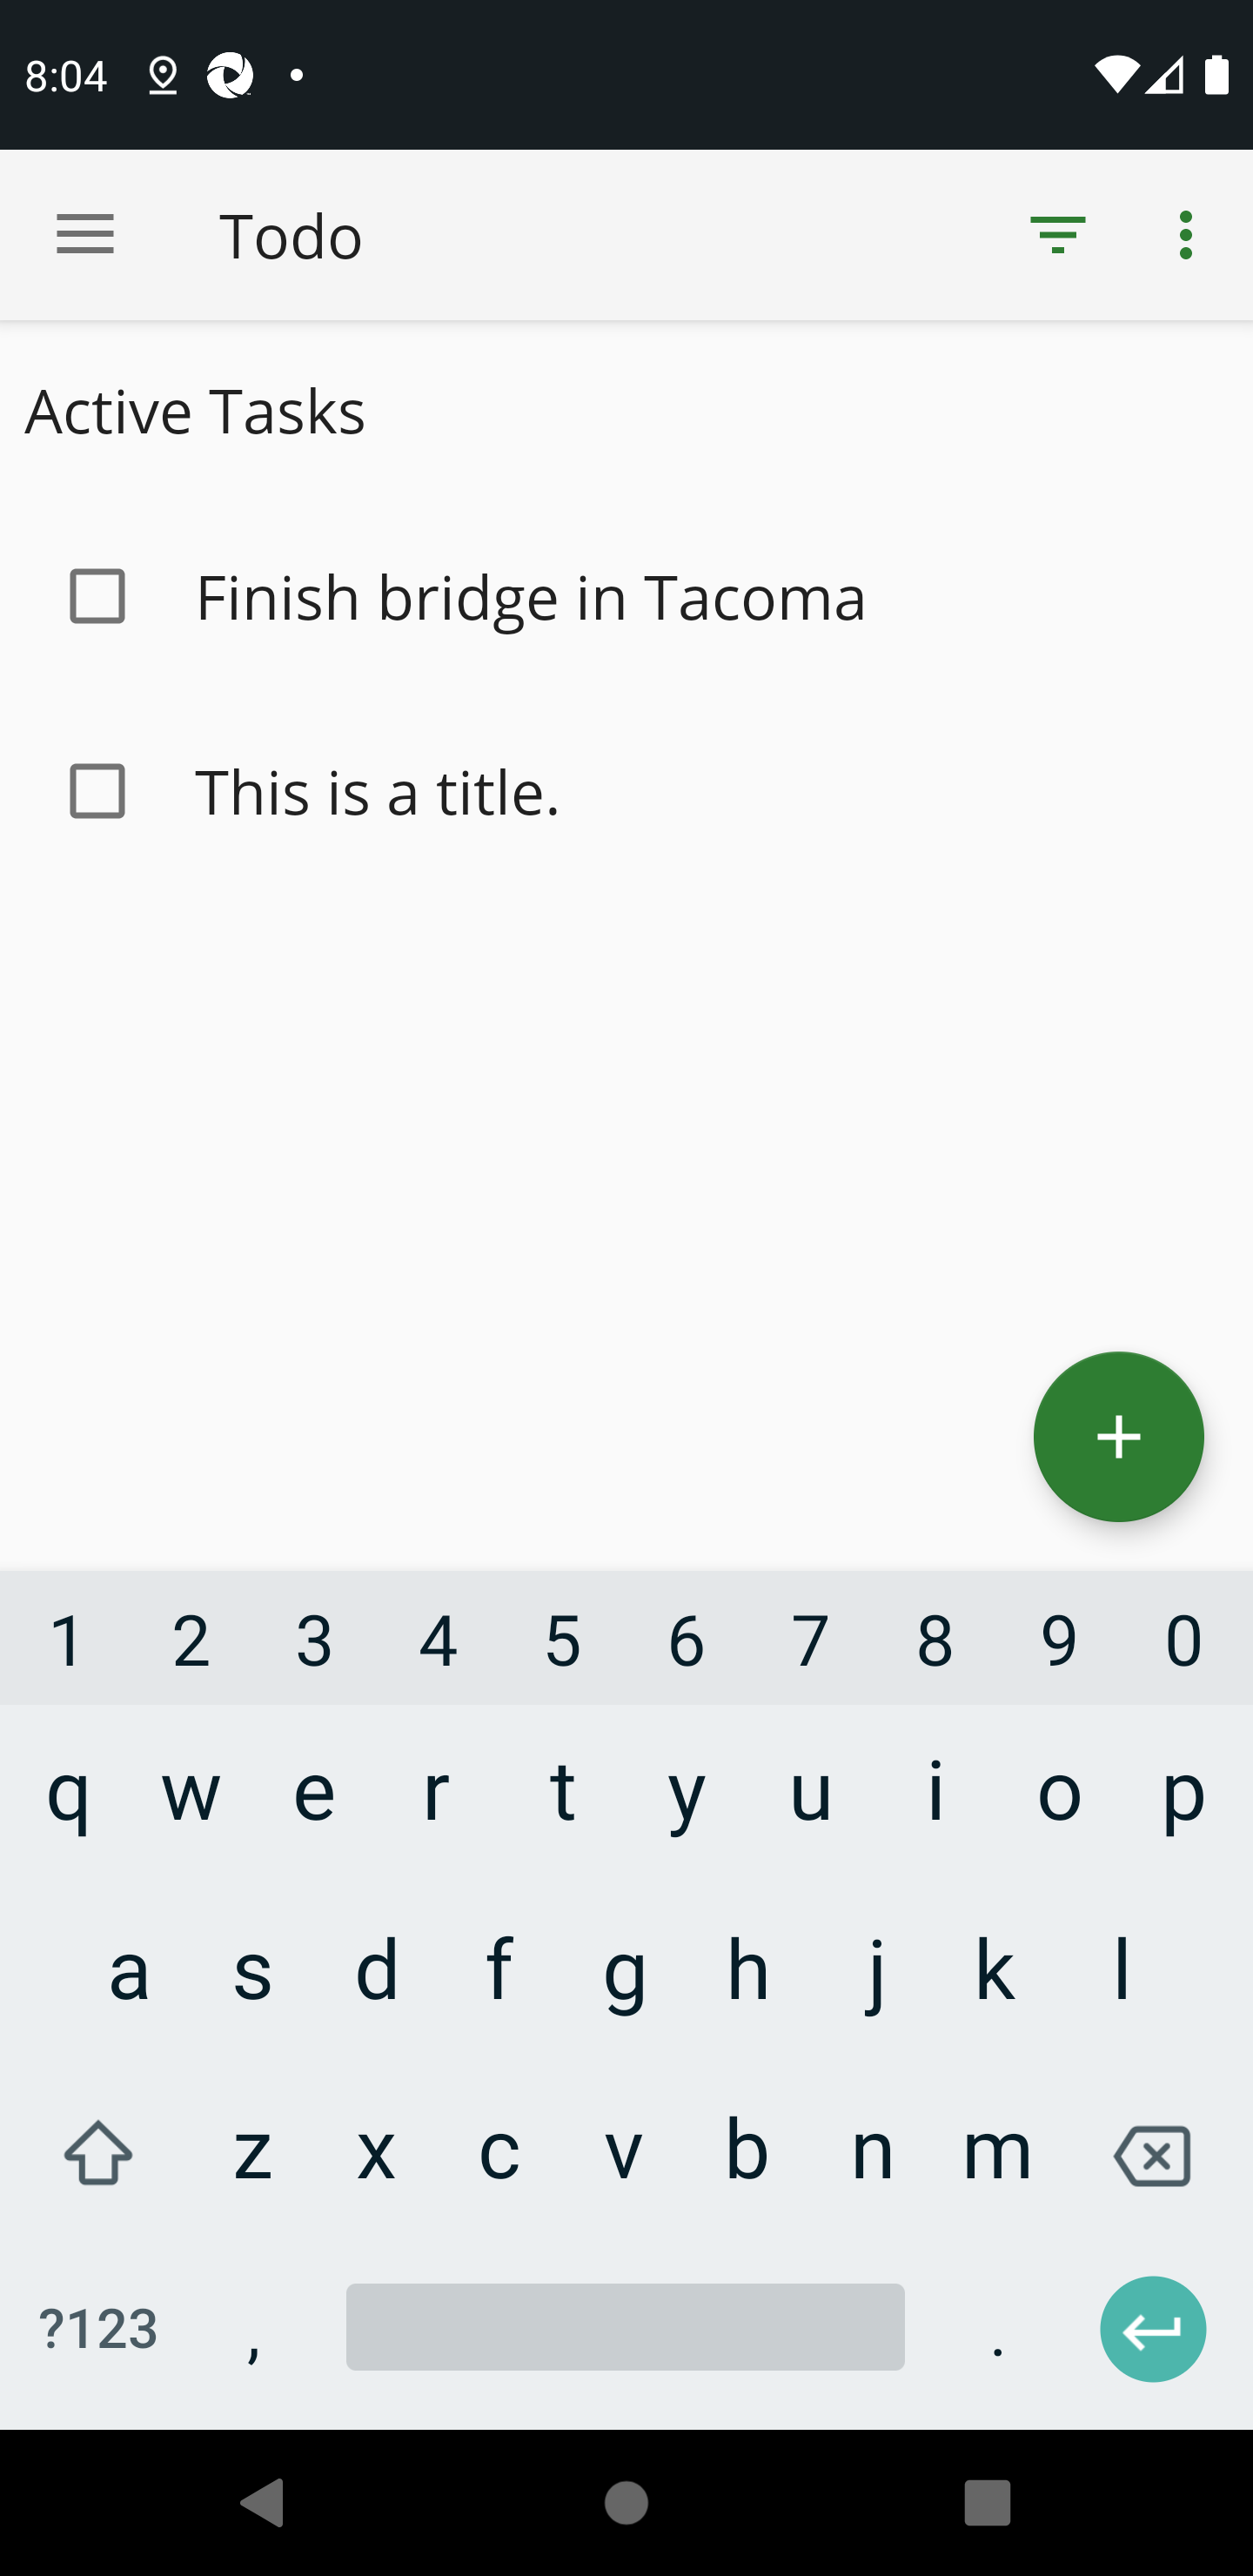 8:04
Todo
Active Tasks
Finish bridge in Tacoma
This is a title.
1 2 3 4 5 6 7 8 9 0
q w e r t y u i o p
a s d f g h j k l
z x c v b n m
?123 , .